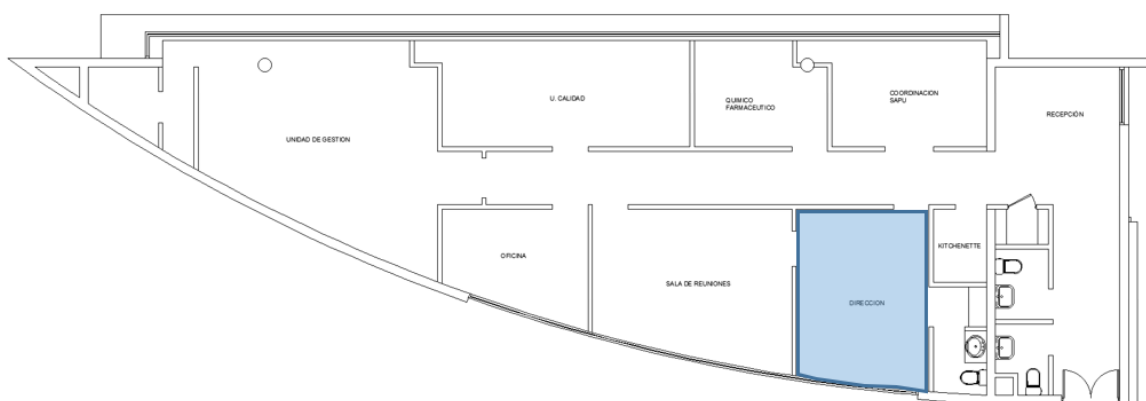 U. CALIDAD
QUIMICO
FARMACEUTICO
COORDINACION
SAPU
RECEPCIÓN
UNIDAD DE GESTION
KITCHENETTE
OFICINA
SALA DE REUNIONES
DIRECCION